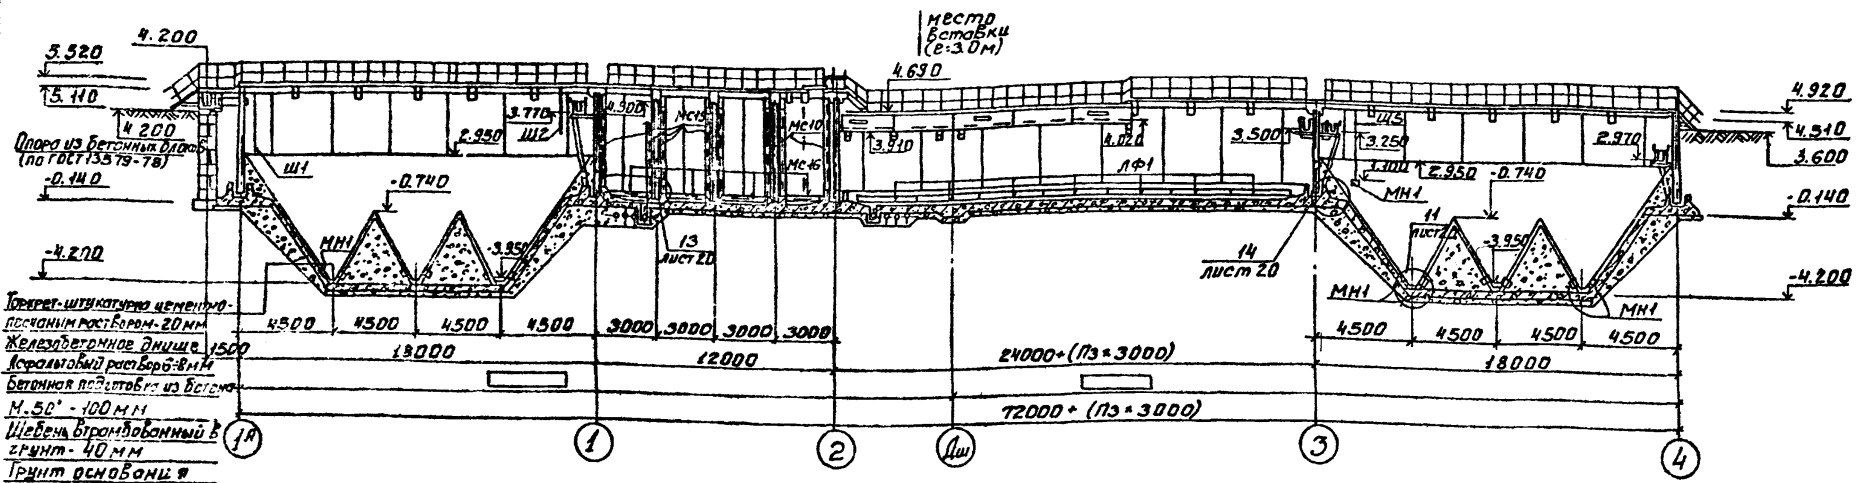 место
вставки
(e=3.0м)
5.520
4.200
5.110
4.200
Опора из бетонных блоков
(по ГОСТ 13579-78)
-0.140
-4.200
4.900
3.770
Ш2
2.950
Ш1
-0.740
МН1
-3.950
МС15
МС10
МС16
4.690
3.910
4.020
ЛФ1
3.500
Ш5
3.250
2.970
2.950
-0.740
МН1
11
лист
-3.950
МН1
МН1
13
лист 20
14
лист 20
4.920
4.510
3.600
-0.140
-4.200
Торкрет-штукатурка цементно-
песчаным раствором-20мм
Железобетонное днище
Асфальтовый раствор б=8мм
Бетонная подготовка из бетона
М.50 - 100мм
Щебень втрамбованный в
грунт - 40мм
Грунт основания
4500 4500 4500 4500 3000 3000 3000 3000 4500 4500 4500 4500
1500 18000 12000 24000+(Пз×3000) 18000
72000+(Пз×3000)
1А 1 2 Дш 3 4